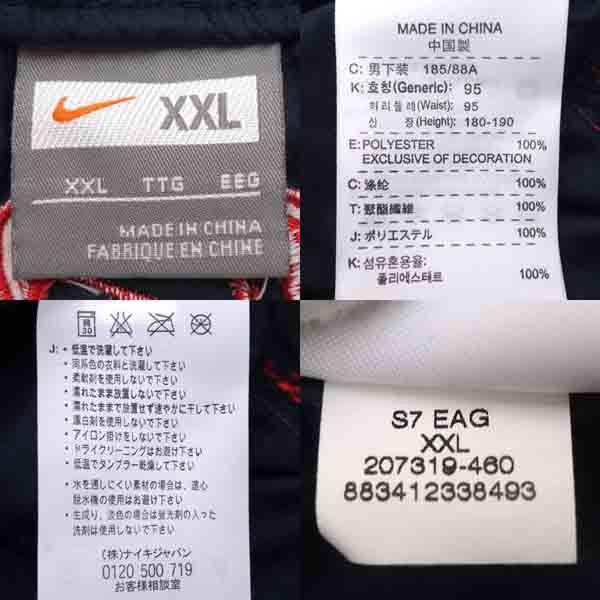 XXL
XXL TTG EEG
MADE IN CHINA
FABRIQUE EN CHINE
MADE IN CHINA
中国製
C: 男下装 185/88A
K: 호칭(Generic): 95
허리둘레(Waist): 95
신 장(Height): 180-190
E: POLYESTER 100%
EXCLUSIVE OF DECORATION
C: 涤纶 100%
T: 聚酯纖維 100%
J: ポリエステル 100%
K: 섬유혼용율:
폴리에스테르 100%
30
J: • 低温で洗濯して下さい
• 同系色の衣料と洗濯して下さい
• 柔軟剤を使用しないで下さい
• 濡れたまま放置しないで下さい
• 濡れたまま放置せず速やかに干して下さい
• 漂白剤を使用しないで下さい
• アイロン掛けをしないで下さい
• ドライクリーニングはお避け下さい
• 低温でタンブラー乾燥して下さい
• 水を通しにくい素材の場合は、遠心
脱水機の使用はお避け下さい
• 生成り、淡色の場合は蛍光剤の入った
洗剤は使用しないで下さい
(株)ナイキジャパン
0120 500 719
お客様相談室
S7 EAG
XXL
207319-460
883412338493